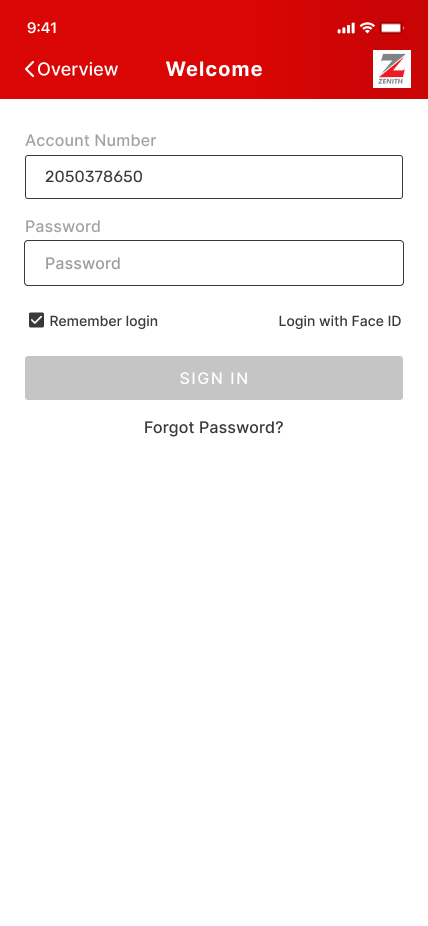 9:41
Overview Welcome
ZENITH
Account Number
2050378650
Password
Password
Remember login Login with Face ID
SIGN IN
Forgot Password?